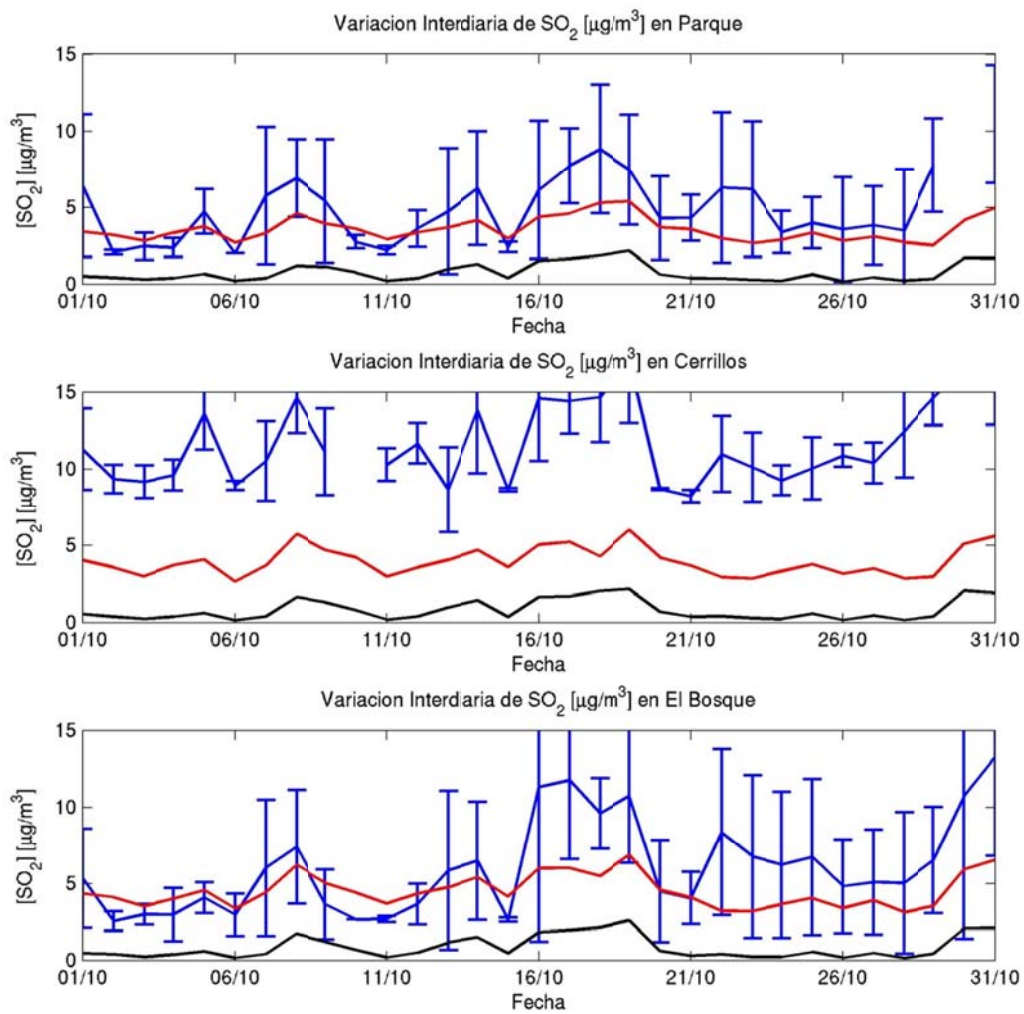 Variacion Interdiaria de SO₂ [µg/m³] en Parque
15
10
5
0
[SO₂] [µg/m³]
01/10 06/10 11/10 16/10 21/10 26/10 31/10
Fecha
Variacion Interdiaria de SO₂ [µg/m³] en Cerrillos
15
10
5
0
[SO₂] [µg/m³]
01/10 06/10 11/10 16/10 21/10 26/10 31/10
Fecha
Variacion Interdiaria de SO₂ [µg/m³] en El Bosque
15
10
5
0
[SO₂] [µg/m³]
01/10 06/10 11/10 16/10 21/10 26/10 31/10
Fecha